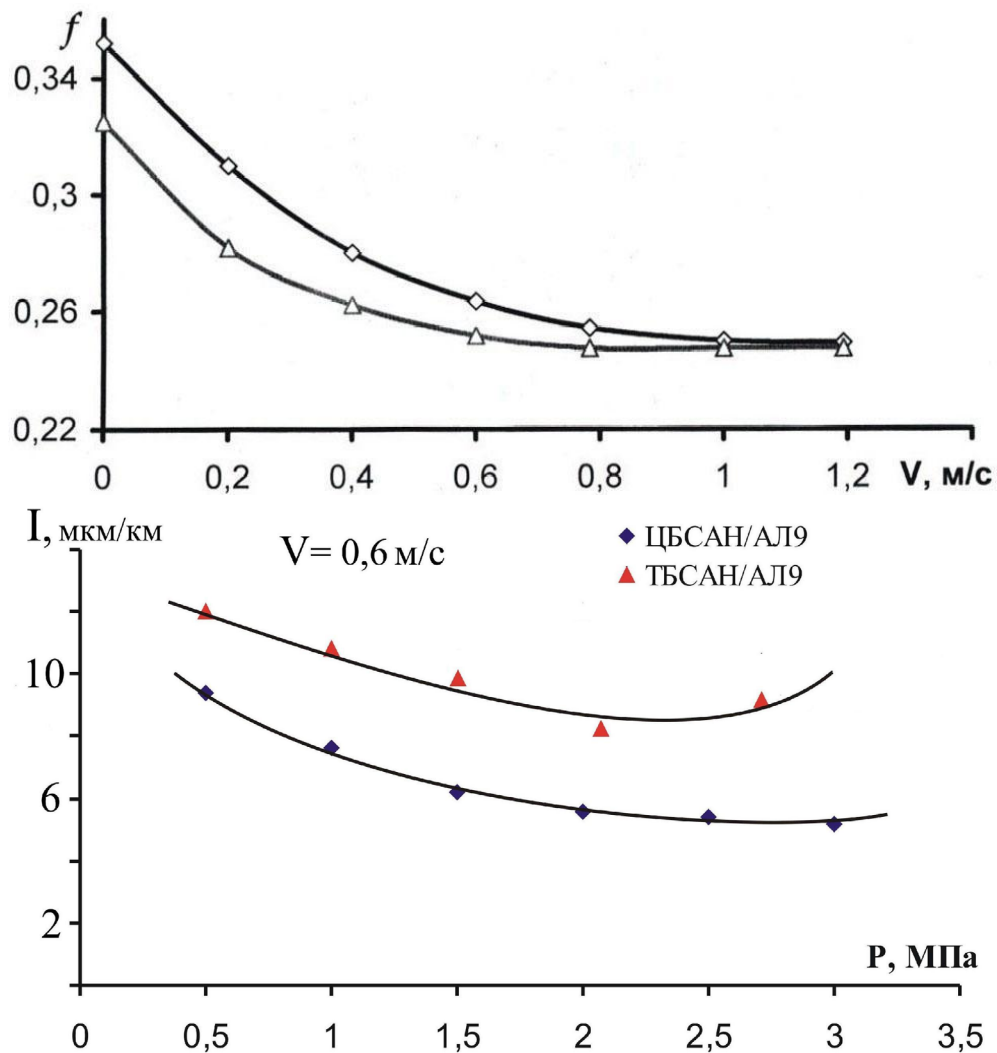 f
0,34
0,3
0,26
0,22
0 0,2 0,4 0,6 0,8 1 1,2 V, м/с
I, мкм/км
V= 0,6 м/с
ЦБСАН/АЛ9
ТБСАН/АЛ9
10
6
2
Р, МПа
0 0,5 1 1,5 2 2,5 3 3,5